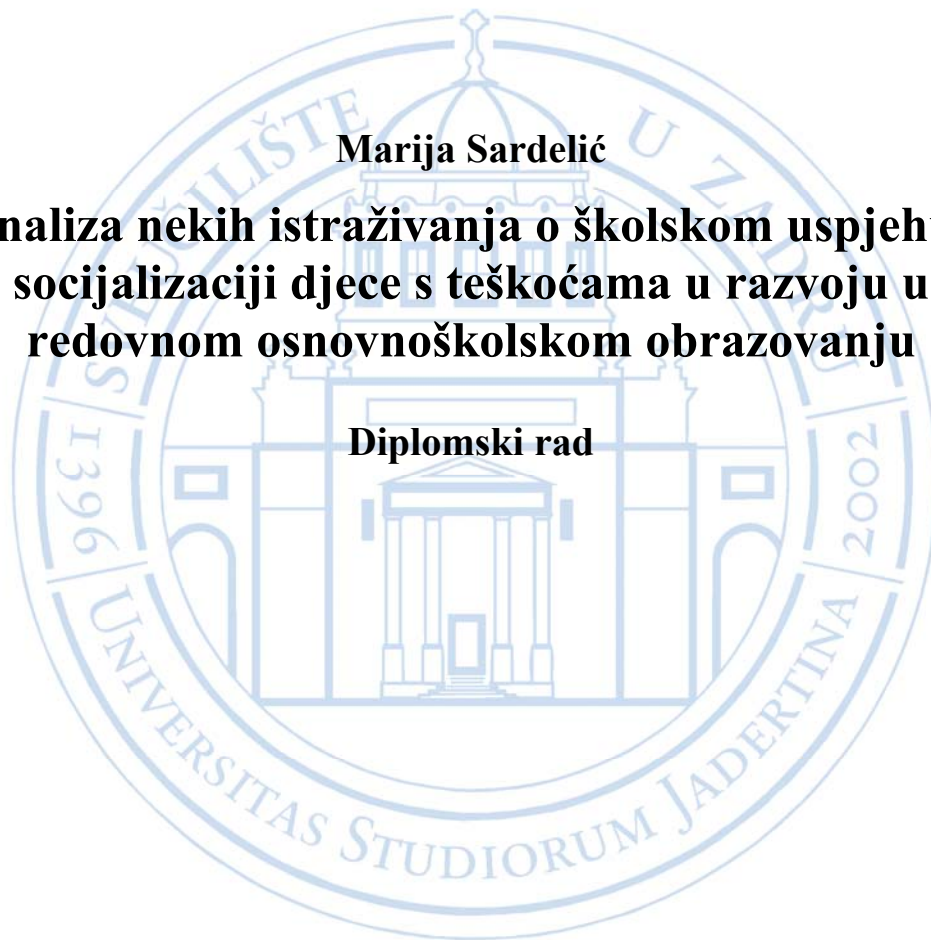 SVEUČILIŠTE U ZADRU
Marija Sardelić
naliza nekih istraživanja o školskom uspjehu
socijalizaciji djece s teškoćama u razvoju u
redovnom osnovnoškolskom obrazovanju
Diplomski rad
1396
2002
UNIVERSITAS STUDIORUM JADERTINA